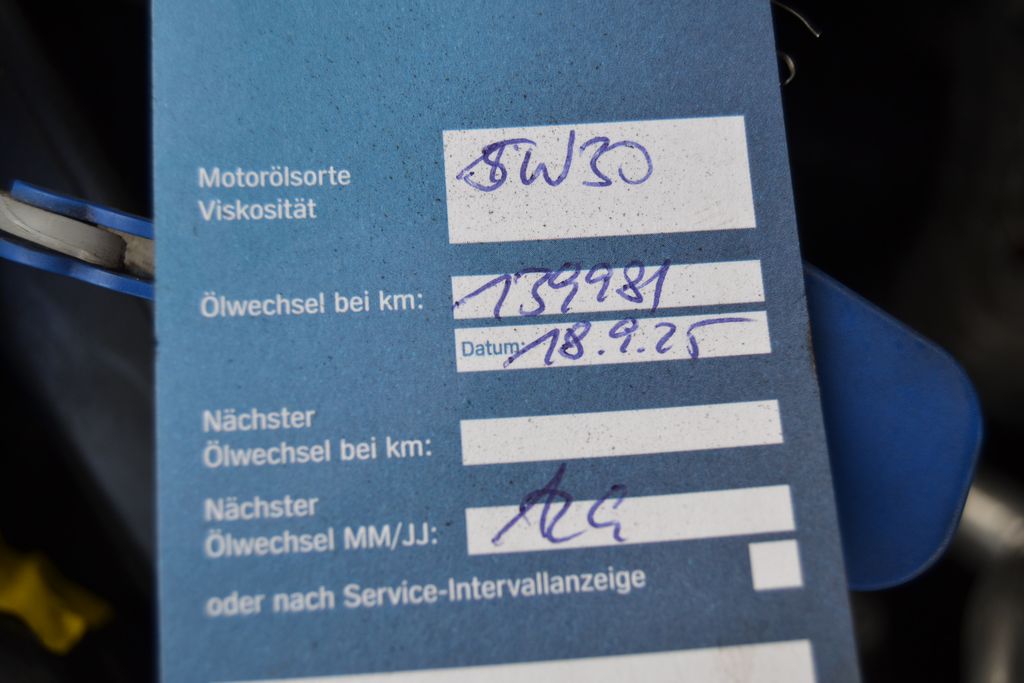 Motorölsorte
Viskosität
5W30
Ölwechsel bei km: 139981
Datum: 18.9.25
Nächster
Ölwechsel bei km:
Nächster
Ölwechsel MM/JJ:
oder nach Service-Intervallanzeige